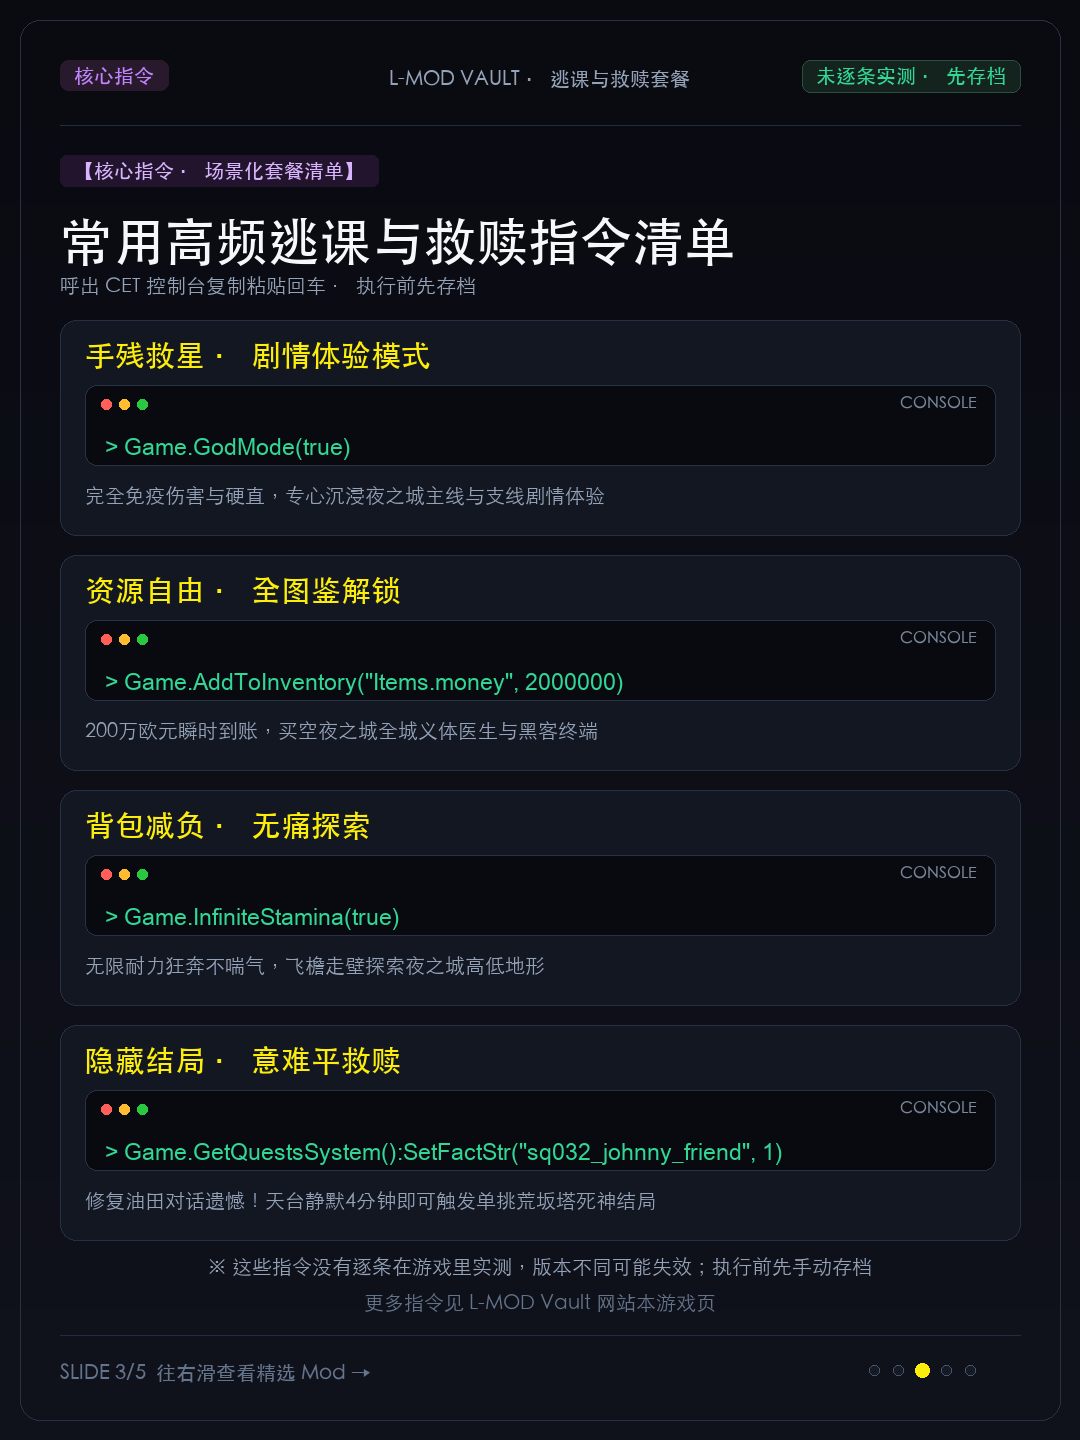 核心指令
L-MOD VAULT · 逃课与救赎套餐
未逐条实测 · 先存档
【核心指令 · 场景化套餐清单】
常用高频逃课与救赎指令清单
呼出 CET 控制台复制粘贴回车 · 执行前先存档
手残救星 · 剧情体验模式
CONSOLE
> Game.GodMode(true)
完全免疫伤害与硬直，专心沉浸夜之城主线与支线剧情体验
资源自由 · 全图鉴解锁
CONSOLE
> Game.AddToInventory("Items.money", 2000000)
200万欧元瞬时到账，买空夜之城全城义体医生与黑客终端
背包减负 · 无痛探索
CONSOLE
> Game.InfiniteStamina(true)
无限耐力狂奔不喘气，飞檐走壁探索夜之城高低地形
隐藏结局 · 意难平救赎
CONSOLE
> Game.GetQuestsSystem():SetFactStr("sq032_johnny_friend", 1)
修复油田对话遗憾！天台静默4分钟即可触发单挑荒坂塔死神结局
※ 这些指令没有逐条在游戏里实测，版本不同可能失效；执行前先手动存档
更多指令见 L-MOD Vault 网站本游戏页
SLIDE 3/5 往右滑查看精选 Mod →